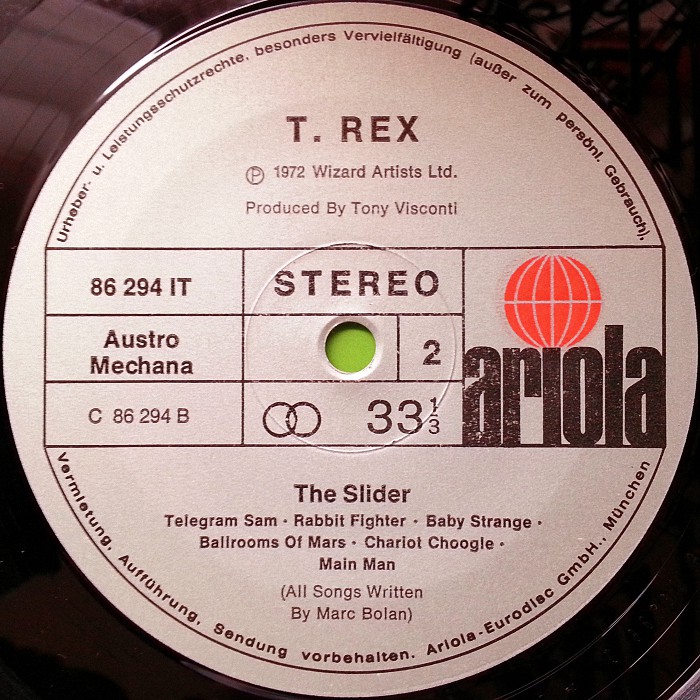 Urheber- u. Leistungsschutzrechte, besonders Vervielfältigung (außer zum persönl. Gebrauch),
T. REX
Ⓟ 1972 Wizard Artists Ltd.
Produced By Tony Visconti
86 294 IT
STEREO
Austro
Mechana
2
C 86 294 B
33 1/3
ariola
The Slider
Telegram Sam · Rabbit Fighter · Baby Strange ·
Ballrooms Of Mars · Chariot Choogle ·
Main Man
(All Songs Written
By Marc Bolan)
Vermietung, Aufführung, Sendung vorbehalten. Ariola-Eurodisc GmbH., München